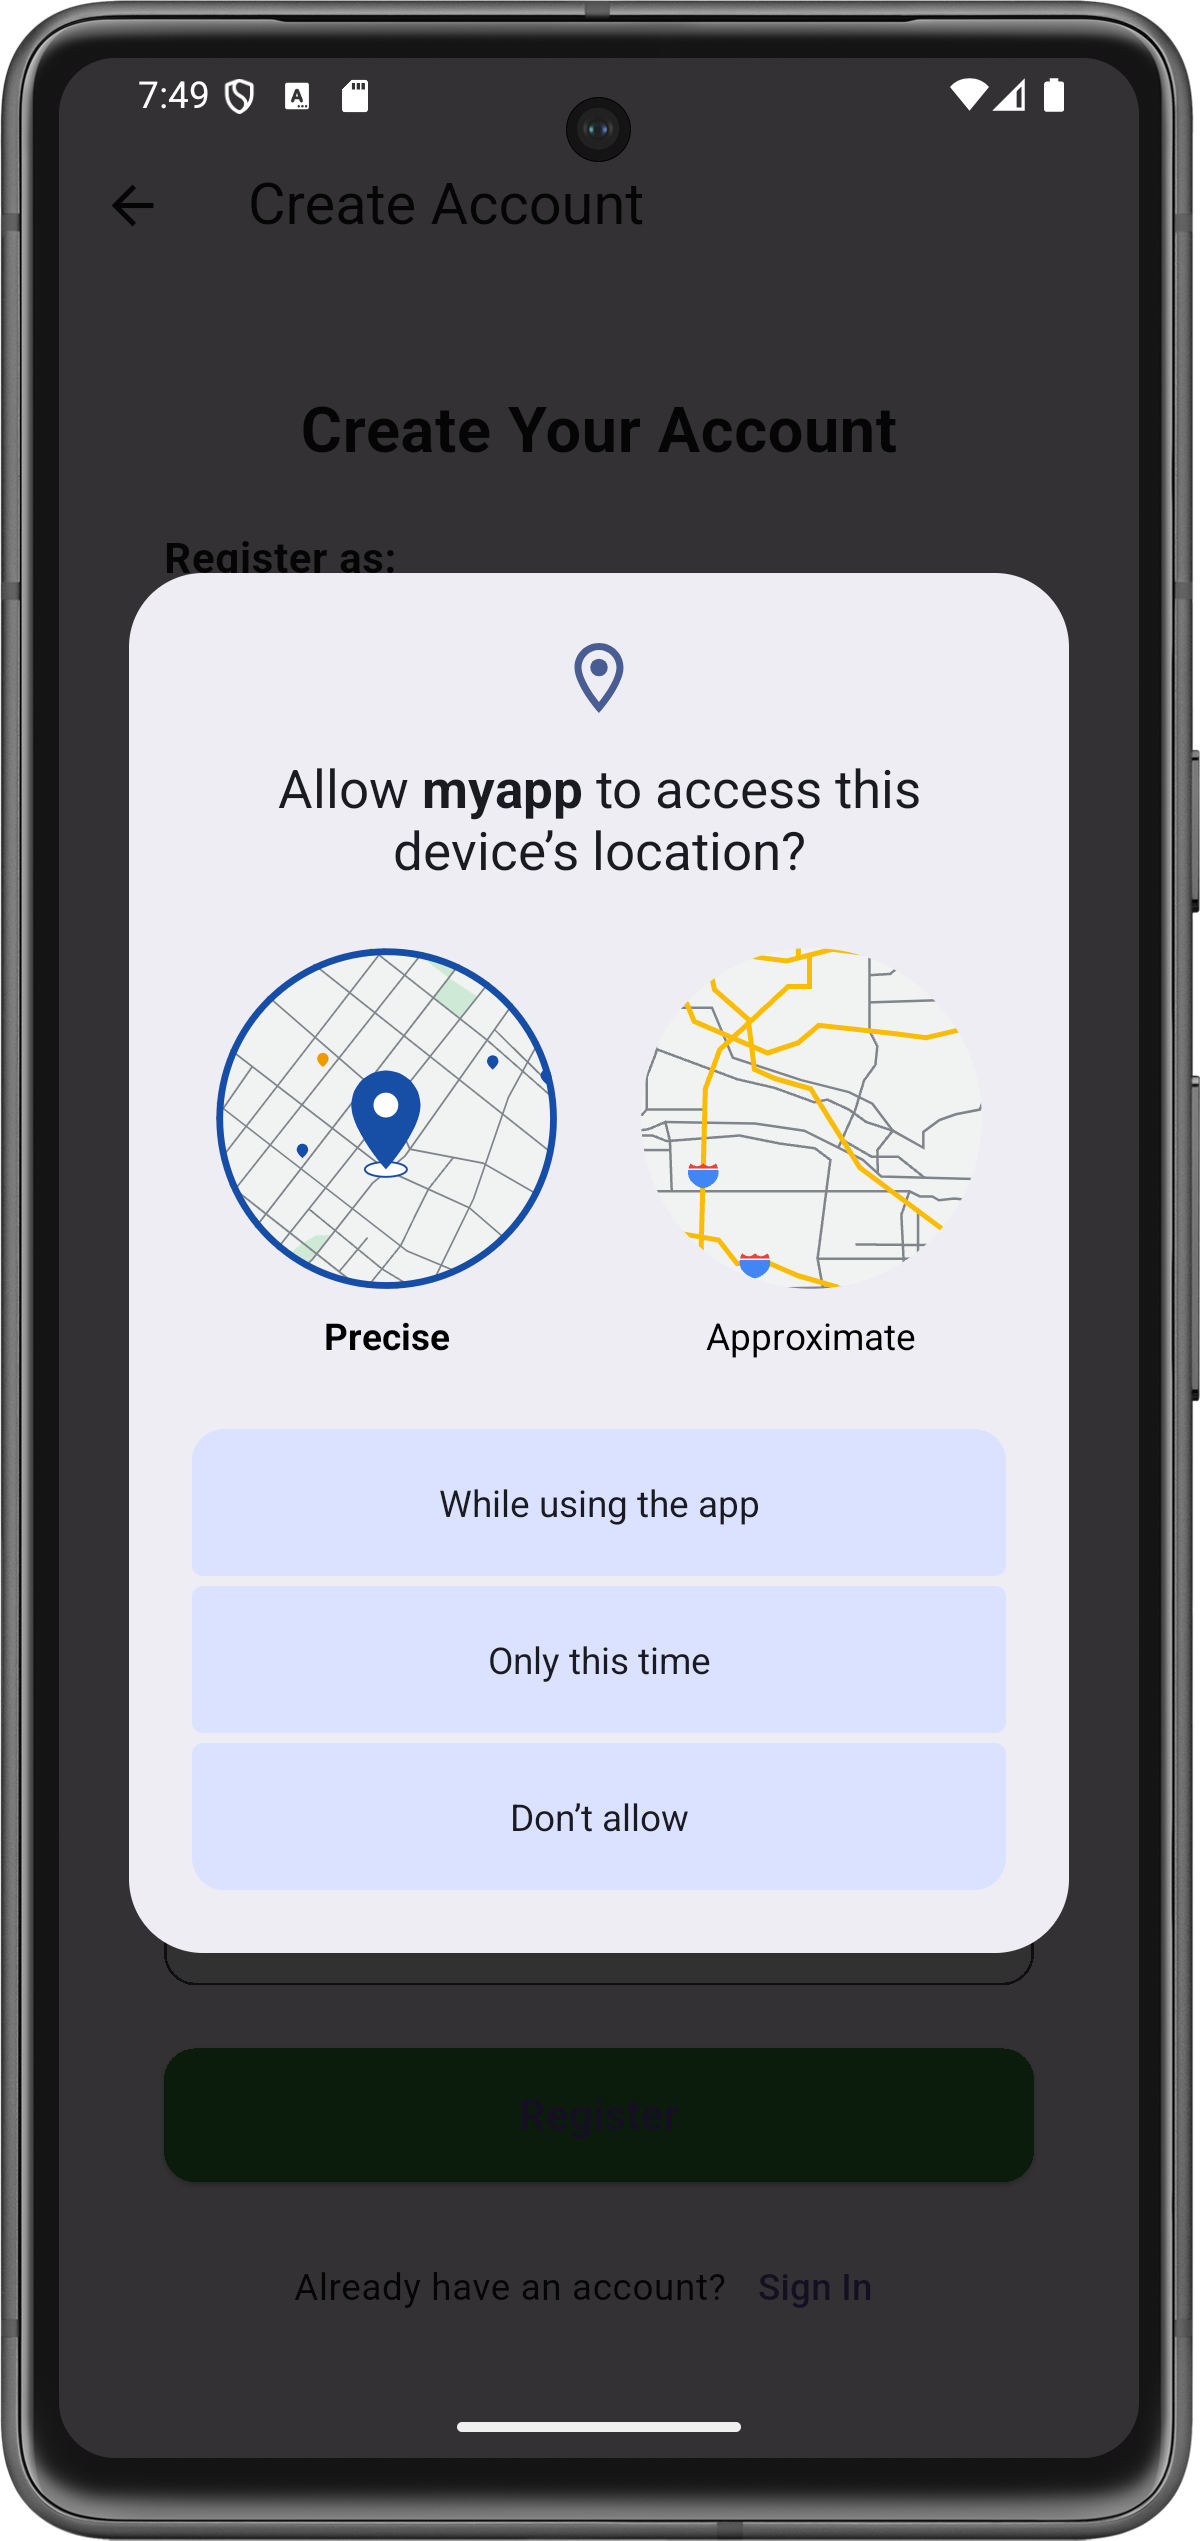 7:49
Create Account
Create Your Account
Register as:
Allow myapp to access this
device’s location?
Precise
Approximate
While using the app
Only this time
Don’t allow
Register
Already have an account? Sign In